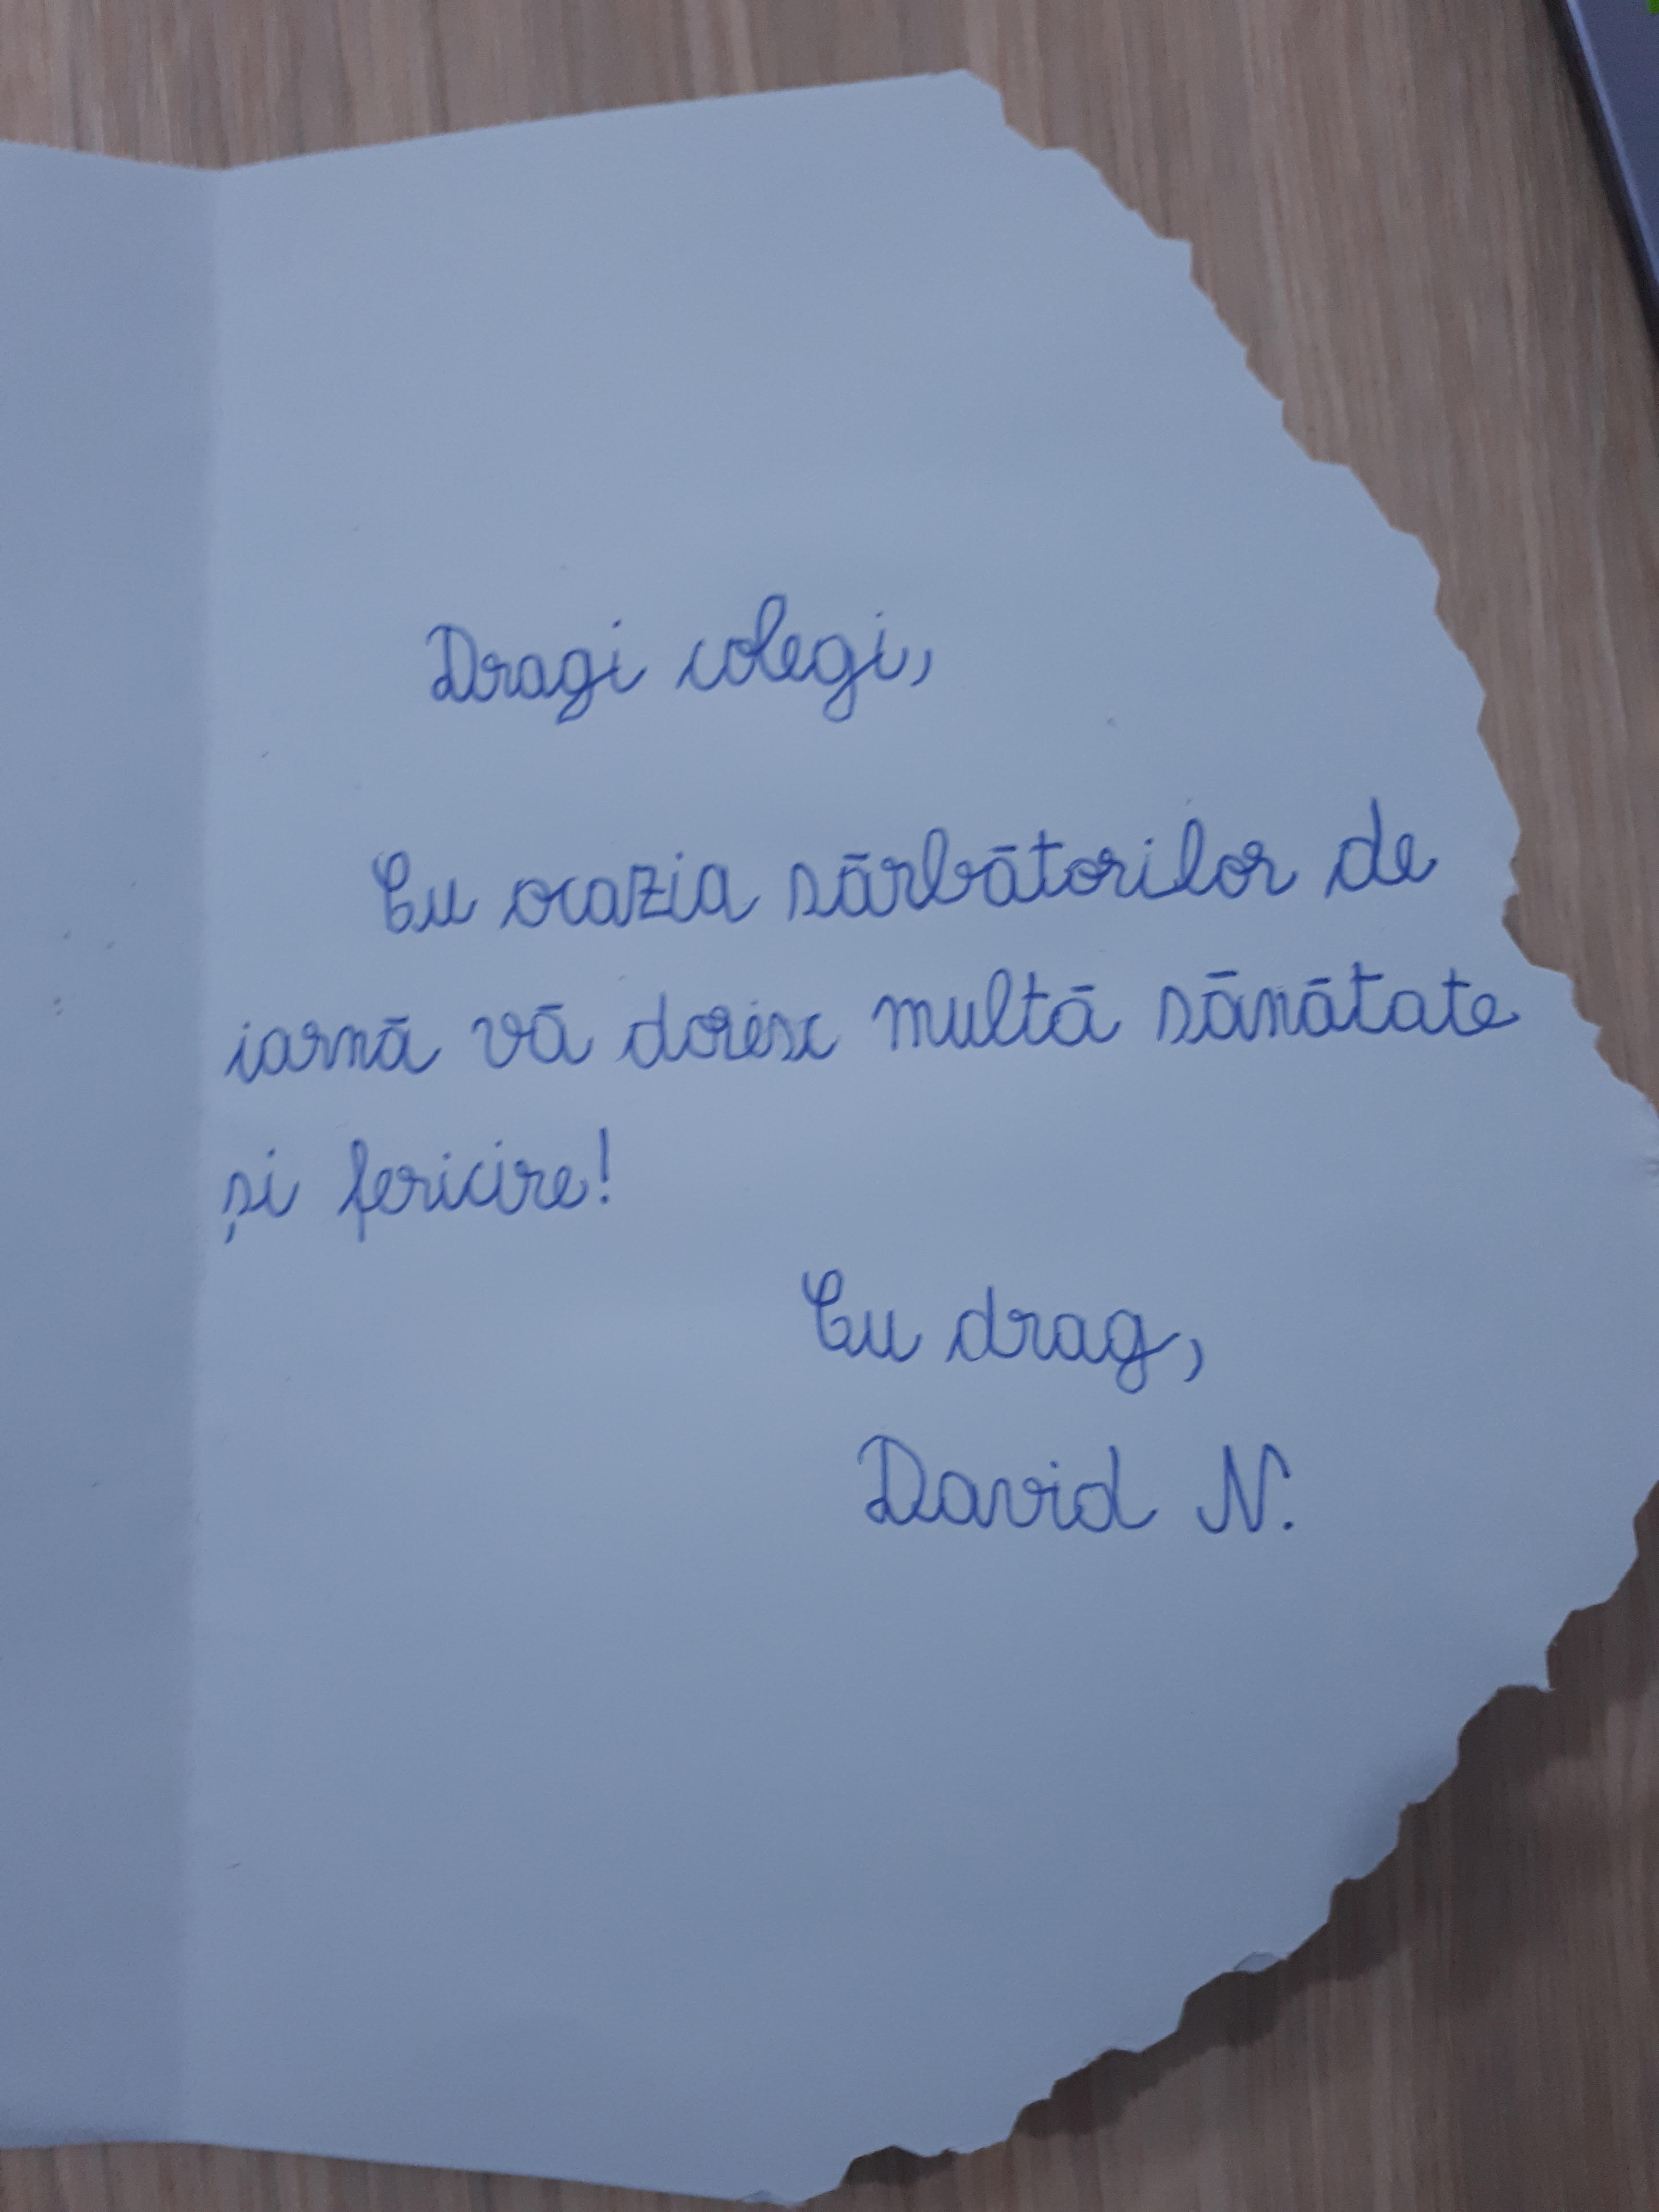 Dragi colegi,
Cu ocazia sărbătorilor de
iarnă vă doresc multă sănătate
și fericire!
Cu drag,
David N.